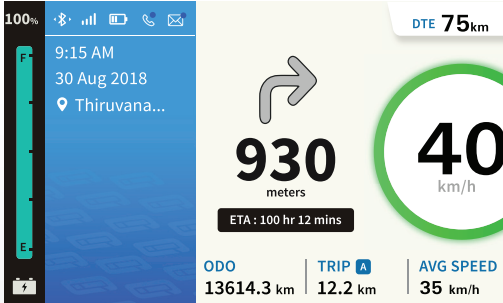 100%
F
E
9:15 AM
30 Aug 2018
Thiruvana...
930
meters
ETA : 100 hr 12 mins
DTE 75km
40
km/h
ODO
13614.3 km
TRIP A
12.2 km
AVG SPEED
35 km/h